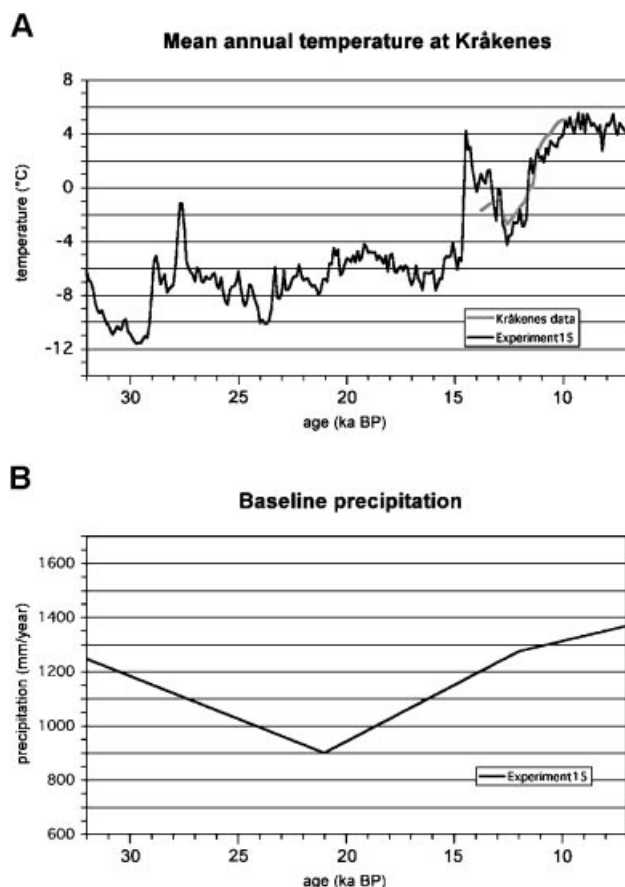 A
Mean annual temperature at Kråkenes
8
4
0
-4
-8
-12
temperature (°C)
Kråkenes data
Experiment15
30 25 20 15 10
age (ka BP)
B
Baseline precipitation
1600
1400
1200
1000
800
600
precipitation (mm/year)
Experiment15
30 25 20 15 10
age (ka BP)